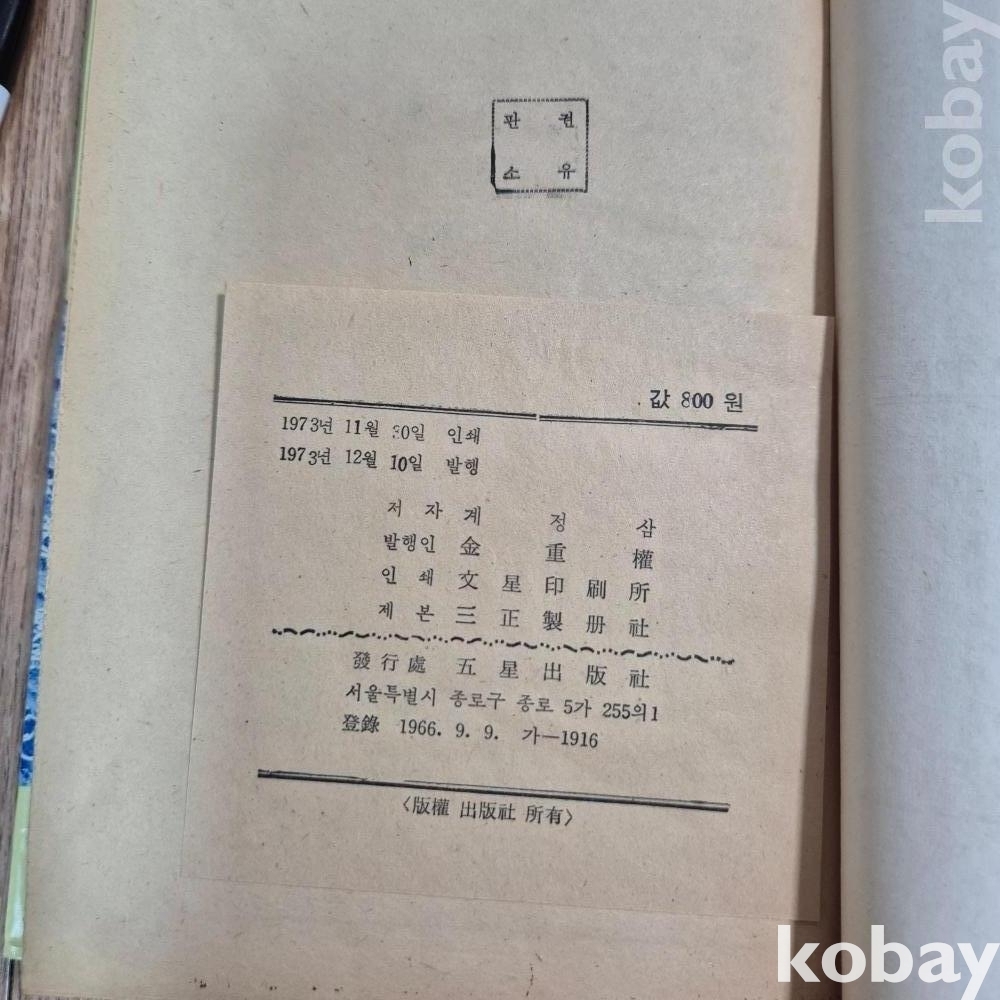 kobay
판 권
소 유
값 800 원
1973년 11월 30일 인쇄
1973년 12월 10일 발행
저 자 계 정 삼
발행인 金 重 權
인 쇄 文 星 印 刷 所
제 본 三 正 製 册 社
發行處 五 星 出 版 社
서울특별시 종로구 종로 5가 255의1
登錄 1966. 9. 9. 가—1916
〈版權 出版社 所有〉
kobay